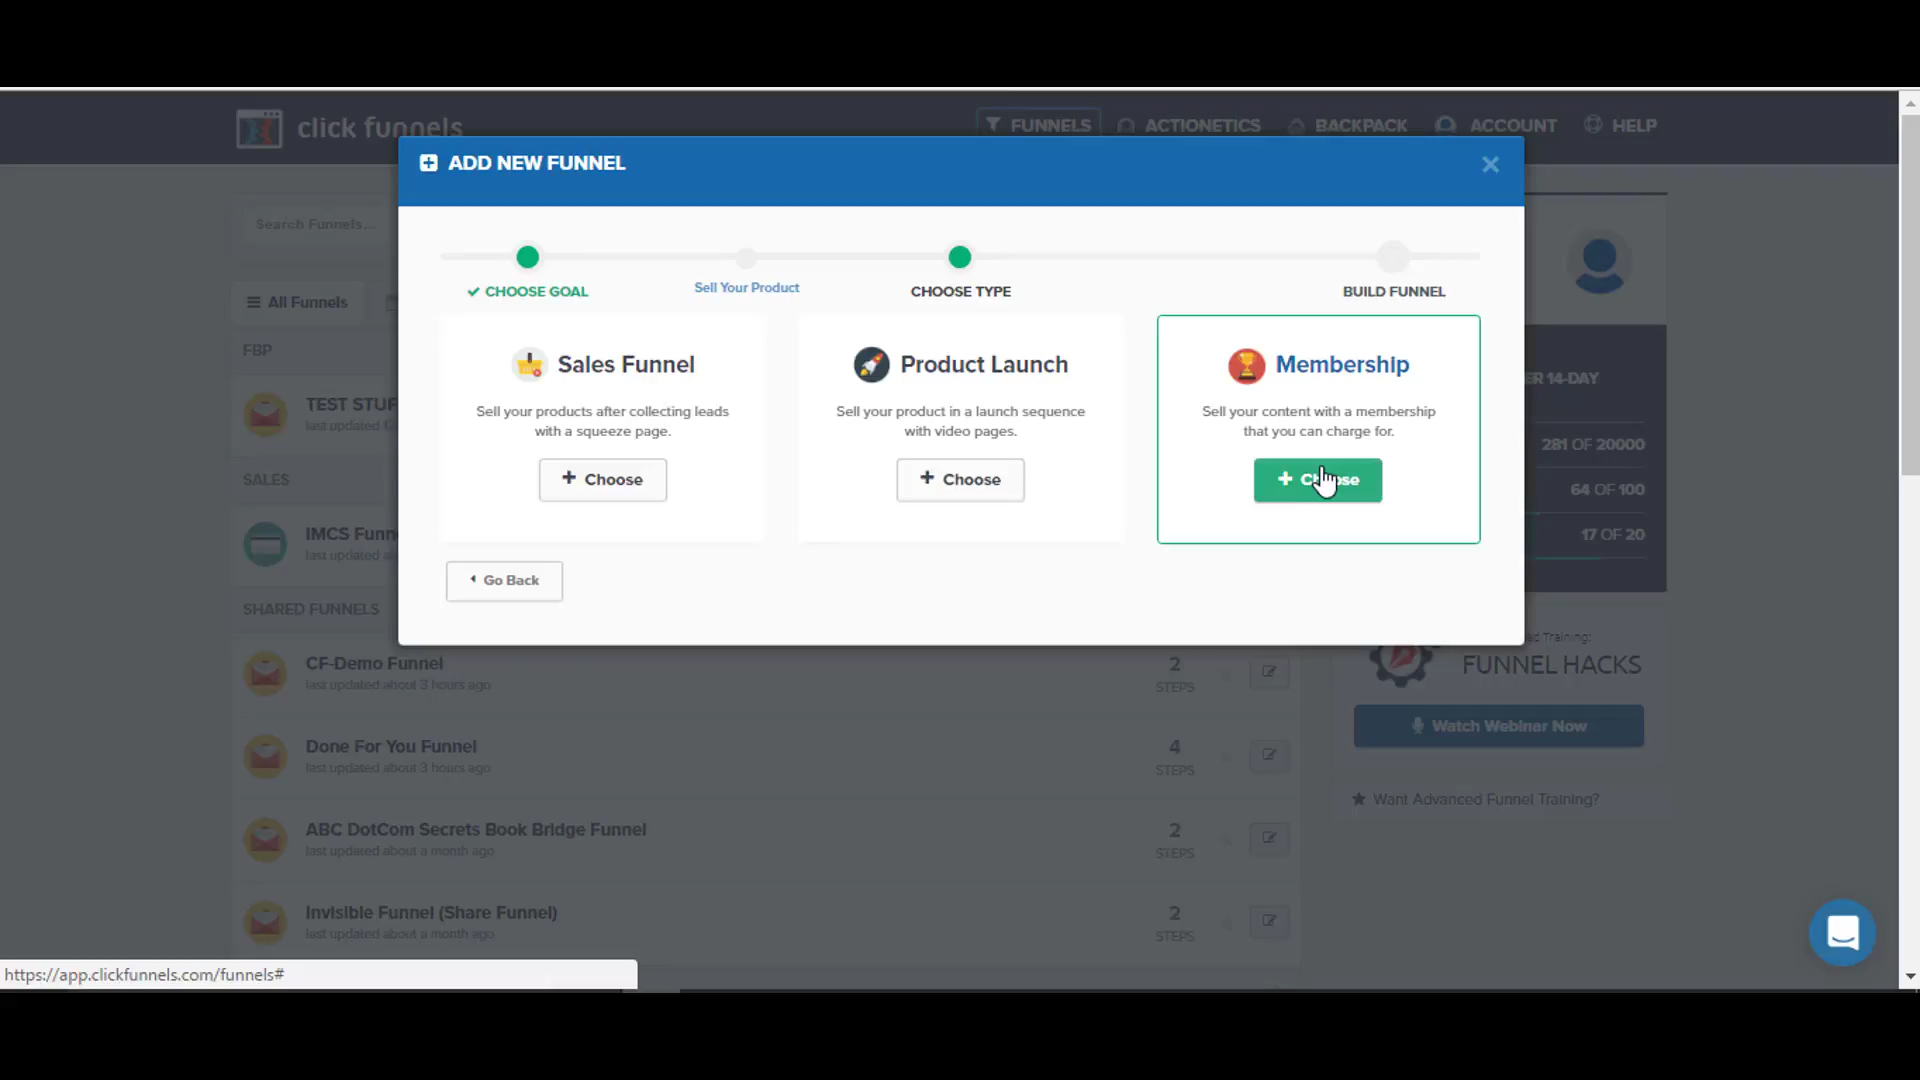 click funnels
FUNNELS
ACTIONETICS
BACKPACK
ACCOUNT
HELP
ADD NEW FUNNEL
Search Funnels...
CHOOSE GOAL
Sell Your Product
CHOOSE TYPE
BUILD FUNNEL
All Funnels
FBP
Sales Funnel
Sell your products after collecting leads
with a squeeze page.
Choose
Product Launch
Sell your product in a launch sequence
with video pages.
Choose
Membership
Sell your content with a membership
that you can charge for.
Go Back
14-DAY
281 OF 20000
64 OF 100
17 OF 20
TEST
last updated
SALES
IMCS
last updated
SHARED FUNNELS
CF-Demo Funnel
last updated about 3 hours ago
2
STEPS
Done For You Funnel
last updated about 3 hours ago
4
STEPS
ABC DotCom Secrets Book Bridge Funnel
last updated about a month ago
2
STEPS
Invisible Funnel (Share Funnel)
last updated about a month ago
2
STEPS
Training:
FUNNEL HACKS
Watch Webinar Now
Want Advanced Funnel Training?
https://app.clickfunnels.com/funnels#